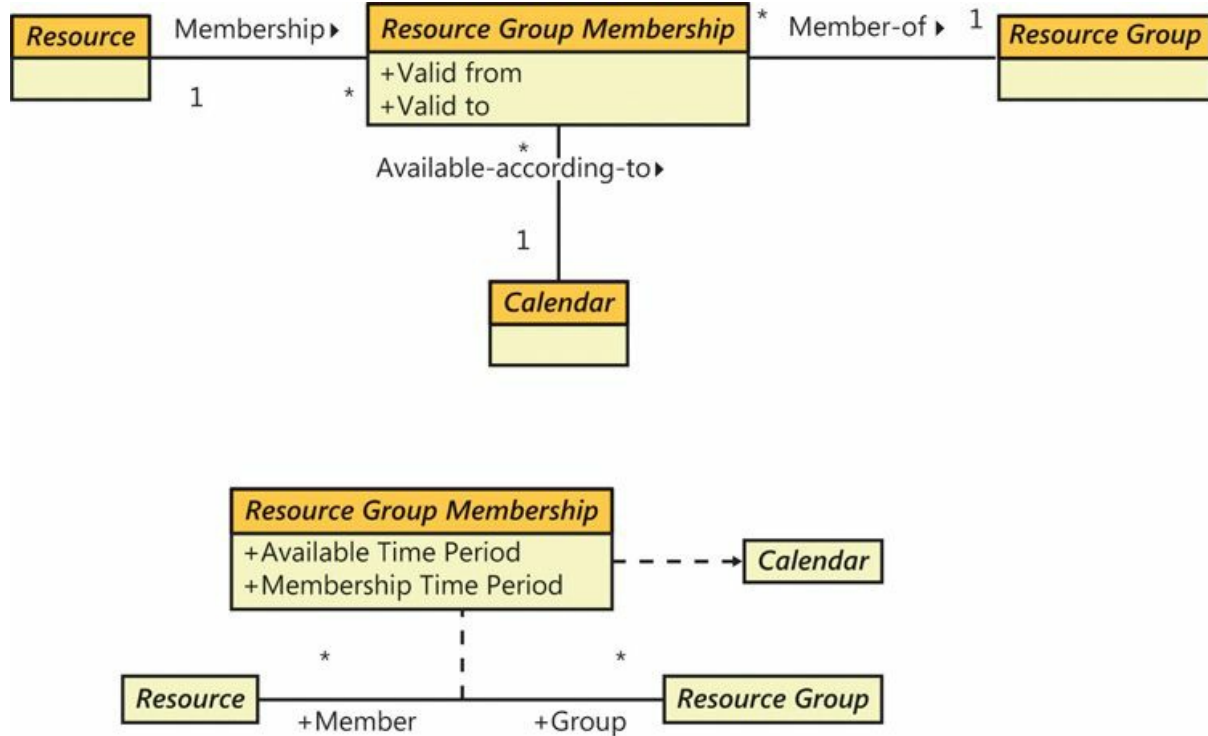 Resource
Membership ▸
Resource Group Membership
* Member-of ▸ 1
Resource Group
+Valid from
+Valid to
1
*
*
Available-according-to ▸
1
Calendar
Resource Group Membership
+Available Time Period
+Membership Time Period
Calendar
*
*
Resource
+Member
+Group
Resource Group